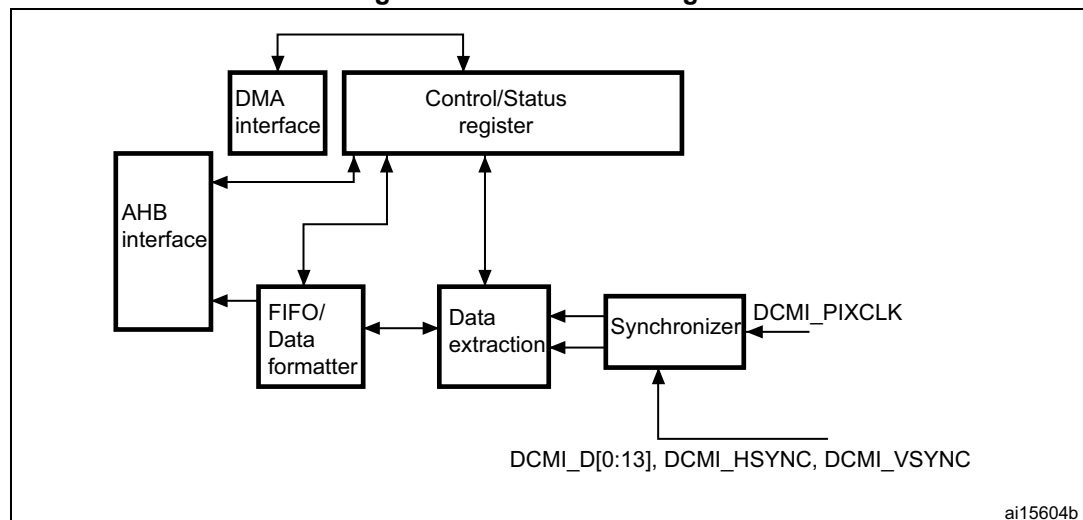 DMA
interface
Control/Status
register
AHB
interface
FIFO/
Data
formatter
Data
extraction
Synchronizer
DCMI_PIXCLK
DCMI_D[0:13], DCMI_HSYNC, DCMI_VSYNC
ai15604b